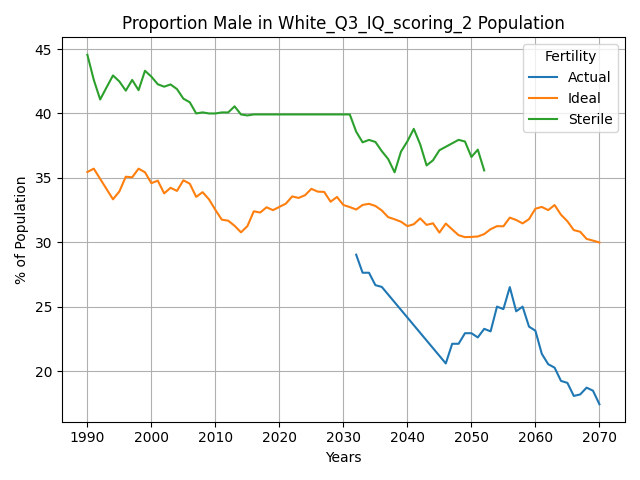 Proportion Male in White_Q3_IQ_scoring_2 Population
Fertility
Actual
Ideal
Sterile
% of Population
45
40
35
30
25
20
1990 2000 2010 2020 2030 2040 2050 2060 2070
Years